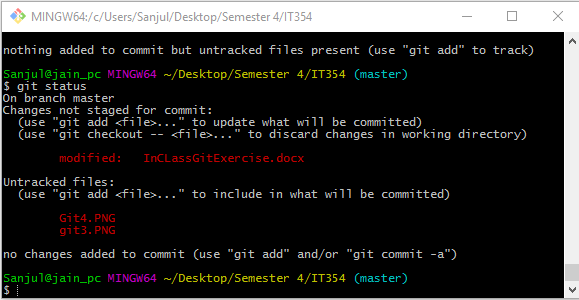 MINGW64:/c/Users/Sanjul/Desktop/Semester 4/IT354
nothing added to commit but untracked files present (use "git add" to track)
Sanjul@jain_pc MINGW64 ~/Desktop/Semester 4/IT354 (master)
$ git status
On branch master
Changes not staged for commit:
  (use "git add <file>..." to update what will be committed)
  (use "git checkout -- <file>..." to discard changes in working directory)
        modified:   InCLassGitExercise.docx
Untracked files:
  (use "git add <file>..." to include in what will be committed)
        Git4.PNG
        git3.PNG
no changes added to commit (use "git add" and/or "git commit -a")
Sanjul@jain_pc MINGW64 ~/Desktop/Semester 4/IT354 (master)
$